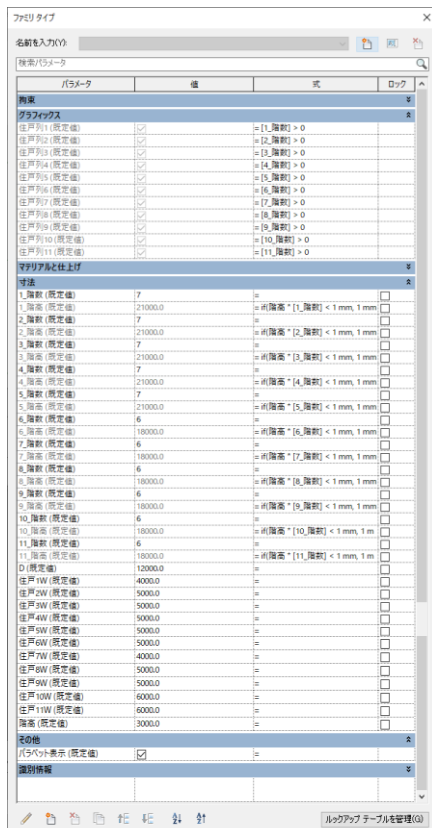 ファミリ タイプ
名前を入力(Y):
検索パラメータ
パラメータ 値 式 ロック
拘束
グラフィックス
住戸列1 (既定値) = [1_階数] > 0
住戸列2 (既定値) = [2_階数] > 0
住戸列3 (既定値) = [3_階数] > 0
住戸列4 (既定値) = [4_階数] > 0
住戸列5 (既定値) = [5_階数] > 0
住戸列6 (既定値) = [6_階数] > 0
住戸列7 (既定値) = [7_階数] > 0
住戸列8 (既定値) = [8_階数] > 0
住戸列9 (既定値) = [9_階数] > 0
住戸列10 (既定値) = [10_階数] > 0
住戸列11 (既定値) = [11_階数] > 0
マテリアルと仕上げ
寸法
1_階数 (既定値) 7 =
1_階高 (既定値) 21000.0 = if(階高 * [1_階数] < 1 mm, 1 mm
2_階数 (既定値) 7 =
2_階高 (既定値) 21000.0 = if(階高 * [2_階数] < 1 mm, 1 mm
3_階数 (既定値) 7 =
3_階高 (既定値) 21000.0 = if(階高 * [3_階数] < 1 mm, 1 mm
4_階数 (既定値) 7 =
4_階高 (既定値) 21000.0 = if(階高 * [4_階数] < 1 mm, 1 mm
5_階数 (既定値) 7 =
5_階高 (既定値) 21000.0 = if(階高 * [5_階数] < 1 mm, 1 mm
6_階数 (既定値) 6 =
6_階高 (既定値) 18000.0 = if(階高 * [6_階数] < 1 mm, 1 mm
7_階数 (既定値) 6 =
7_階高 (既定値) 18000.0 = if(階高 * [7_階数] < 1 mm, 1 mm
8_階数 (既定値) 6 =
8_階高 (既定値) 18000.0 = if(階高 * [8_階数] < 1 mm, 1 mm
9_階数 (既定値) 6 =
9_階高 (既定値) 18000.0 = if(階高 * [9_階数] < 1 mm, 1 mm
10_階数 (既定値) 6 =
10_階高 (既定値) 18000.0 = if(階高 * [10_階数] < 1 mm, 1 m
11_階数 (既定値) 6 =
11_階高 (既定値) 18000.0 = if(階高 * [11_階数] < 1 mm, 1 m
D (既定値) 12000.0 =
住戸1W (既定値) 4000.0 =
住戸2W (既定値) 5000.0 =
住戸3W (既定値) 5000.0 =
住戸4W (既定値) 5000.0 =
住戸5W (既定値) 5000.0 =
住戸6W (既定値) 5000.0 =
住戸7W (既定値) 4000.0 =
住戸8W (既定値) 5000.0 =
住戸9W (既定値) 5000.0 =
住戸10W (既定値) 6000.0 =
住戸11W (既定値) 6000.0 =
階高 (既定値) 3000.0 =
その他
パラペット表示 (既定値) =
識別情報
ルックアップ テーブルを管理(G)